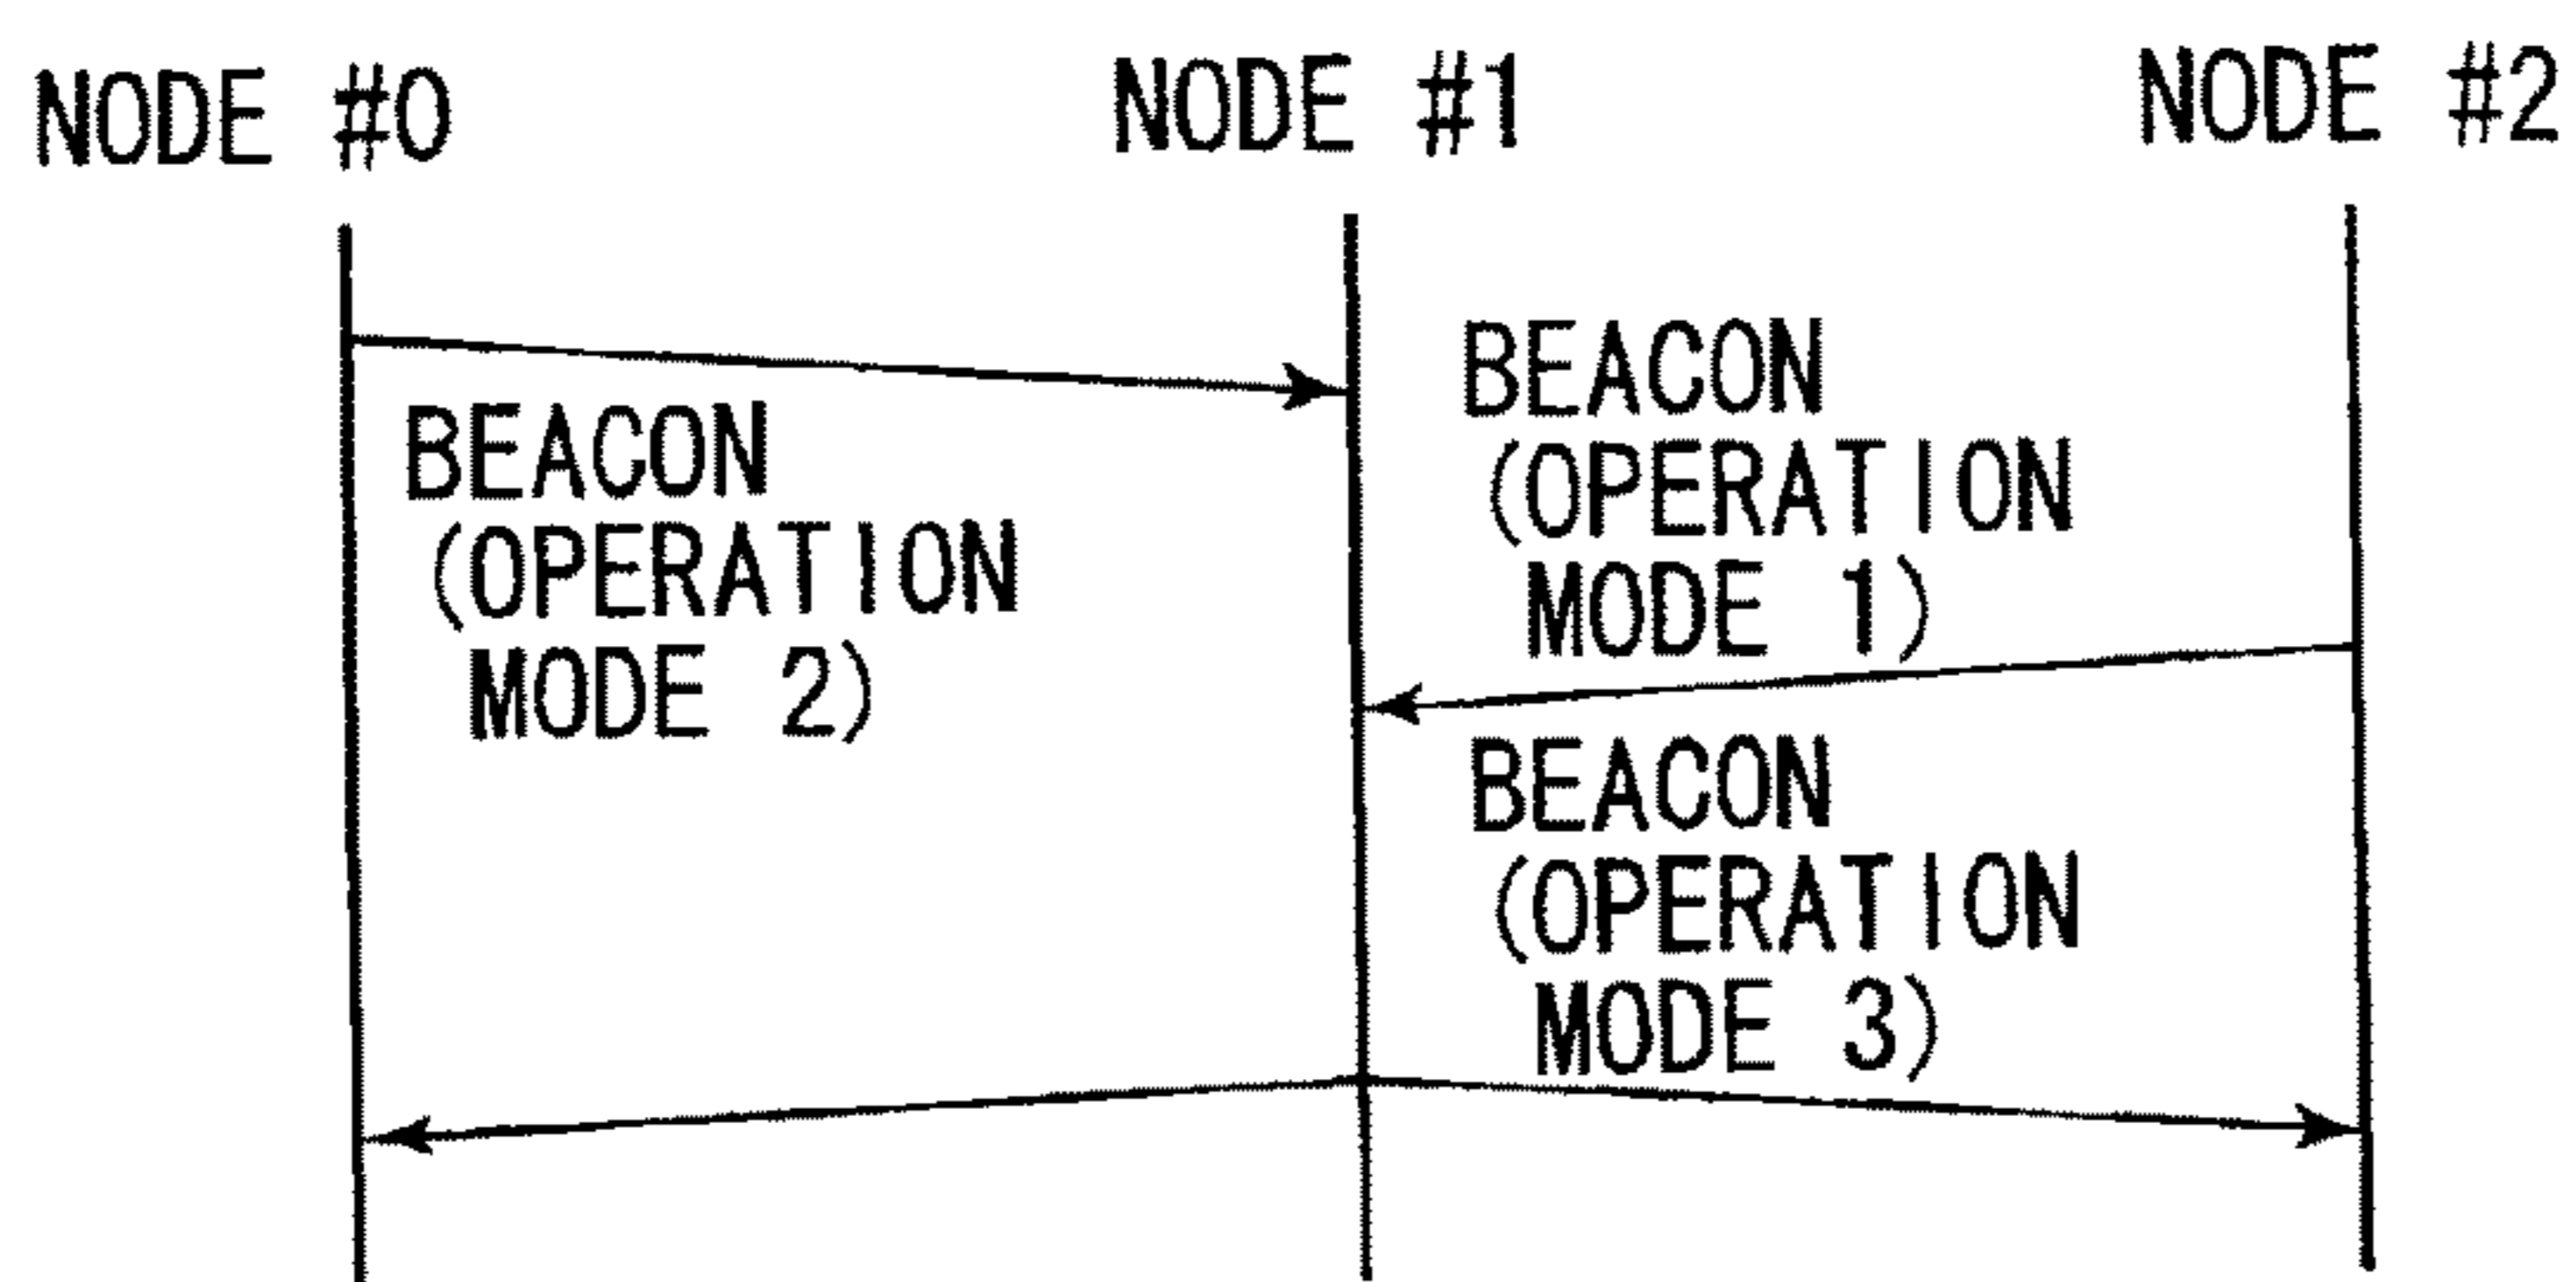 NODE #0
NODE #1
NODE #2
BEACON
(OPERATION
MODE 2)
BEACON
(OPERATION
MODE 1)
BEACON
(OPERATION
MODE 3)